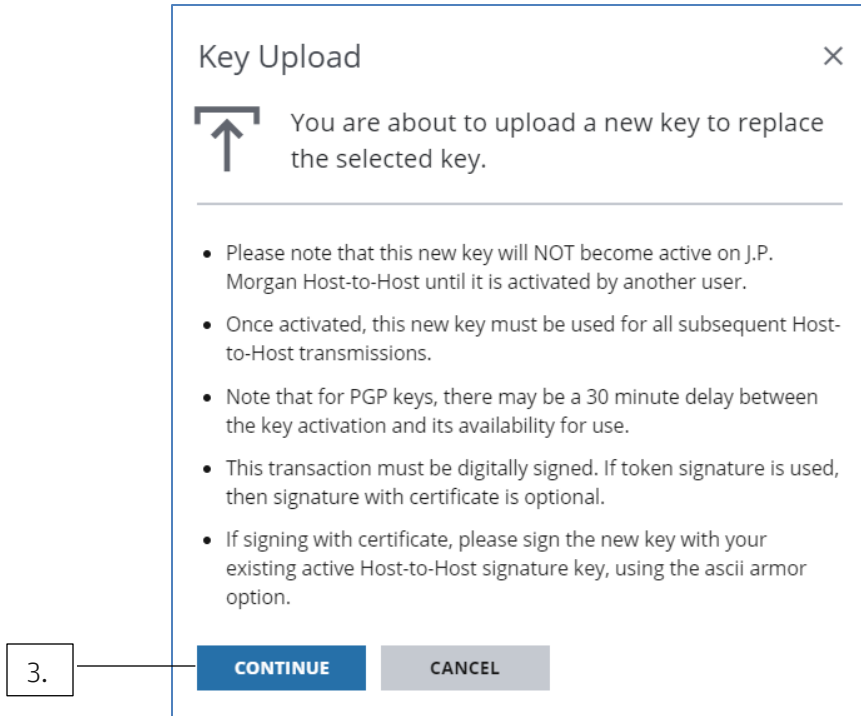 Key Upload
You are about to upload a new key to replace
the selected key.
• Please note that this new key will NOT become active on J.P.
Morgan Host-to-Host until it is activated by another user.
• Once activated, this new key must be used for all subsequent Host-
to-Host transmissions.
• Note that for PGP keys, there may be a 30 minute delay between
the key activation and its availability for use.
• This transaction must be digitally signed. If token signature is used,
then signature with certificate is optional.
• If signing with certificate, please sign the new key with your
existing active Host-to-Host signature key, using the ascii armor
option.
3. CONTINUE CANCEL